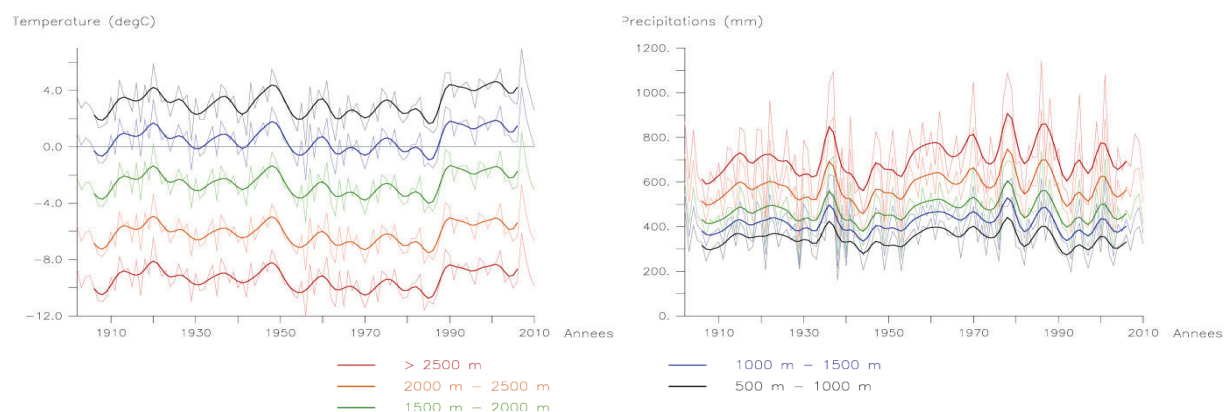 Temperature (degC)
Precipitations (mm)
4.0
0.0
-4.0
-8.0
-12.0
1910
1930
1950
1970
1990
2010
Annees
1200.
1000.
800.
600.
400.
200.
0.
1910
1930
1950
1970
1990
2010
Annees
> 2500 m
2000 m - 2500 m
1500 m - 2000 m
1000 m - 1500 m
500 m - 1000 m